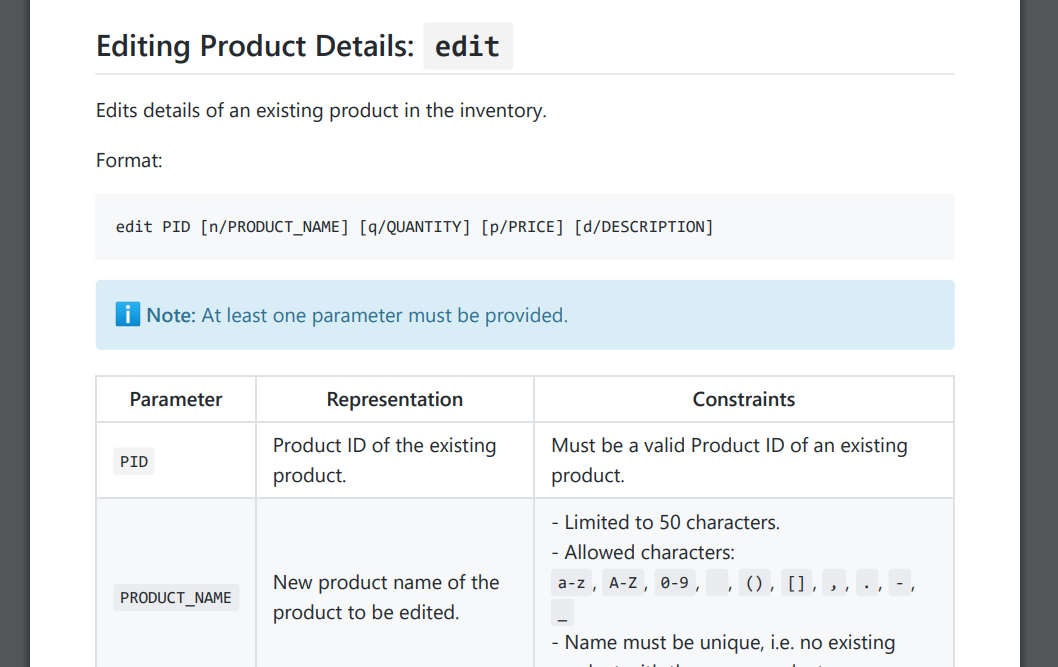 Editing Product Details: edit
Edits details of an existing product in the inventory.
Format:
edit PID [n/PRODUCT_NAME] [q/QUANTITY] [p/PRICE] [d/DESCRIPTION]
ℹ️ Note: At least one parameter must be provided.
Parameter Representation Constraints
PID
Product ID of the existing
product.
Must be a valid Product ID of an existing
product.
PRODUCT_NAME
New product name of the
product to be edited.
- Limited to 50 characters.
- Allowed characters:
a-z, A-Z, 0-9,  , (), [], ,, ., -,
_
- Name must be unique, i.e. no existing